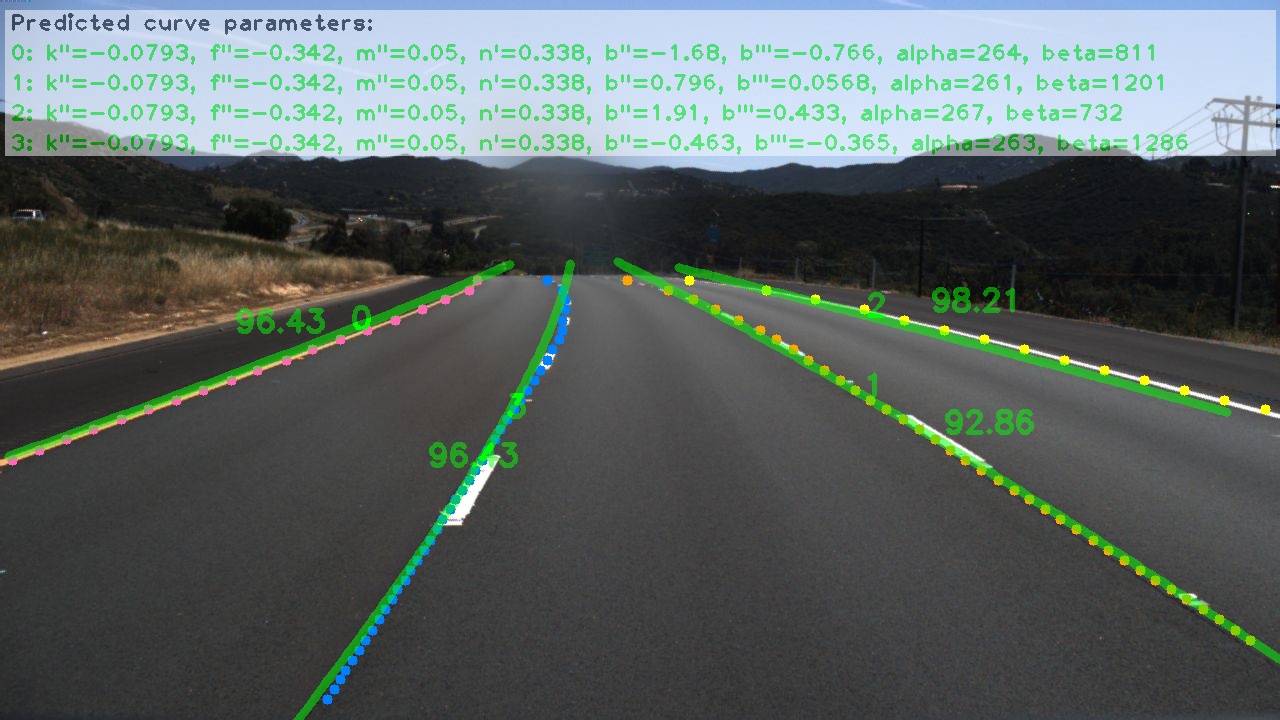 Predicted curve parameters:
0: k''=-0.0793, f''=-0.342, m''=0.05, n'=0.338, b''=-1.68, b'''=-0.766, alpha=264, beta=811
1: k''=-0.0793, f''=-0.342, m''=0.05, n'=0.338, b''=0.796, b'''=0.0568, alpha=261, beta=1201
2: k''=-0.0793, f''=-0.342, m''=0.05, n'=0.338, b''=1.91, b'''=0.433, alpha=267, beta=732
3: k''=-0.0793, f''=-0.342, m''=0.05, n'=0.338, b''=-0.463, b'''=-0.365, alpha=263, beta=1286
96.43 0
2 98.21
1
92.86
3